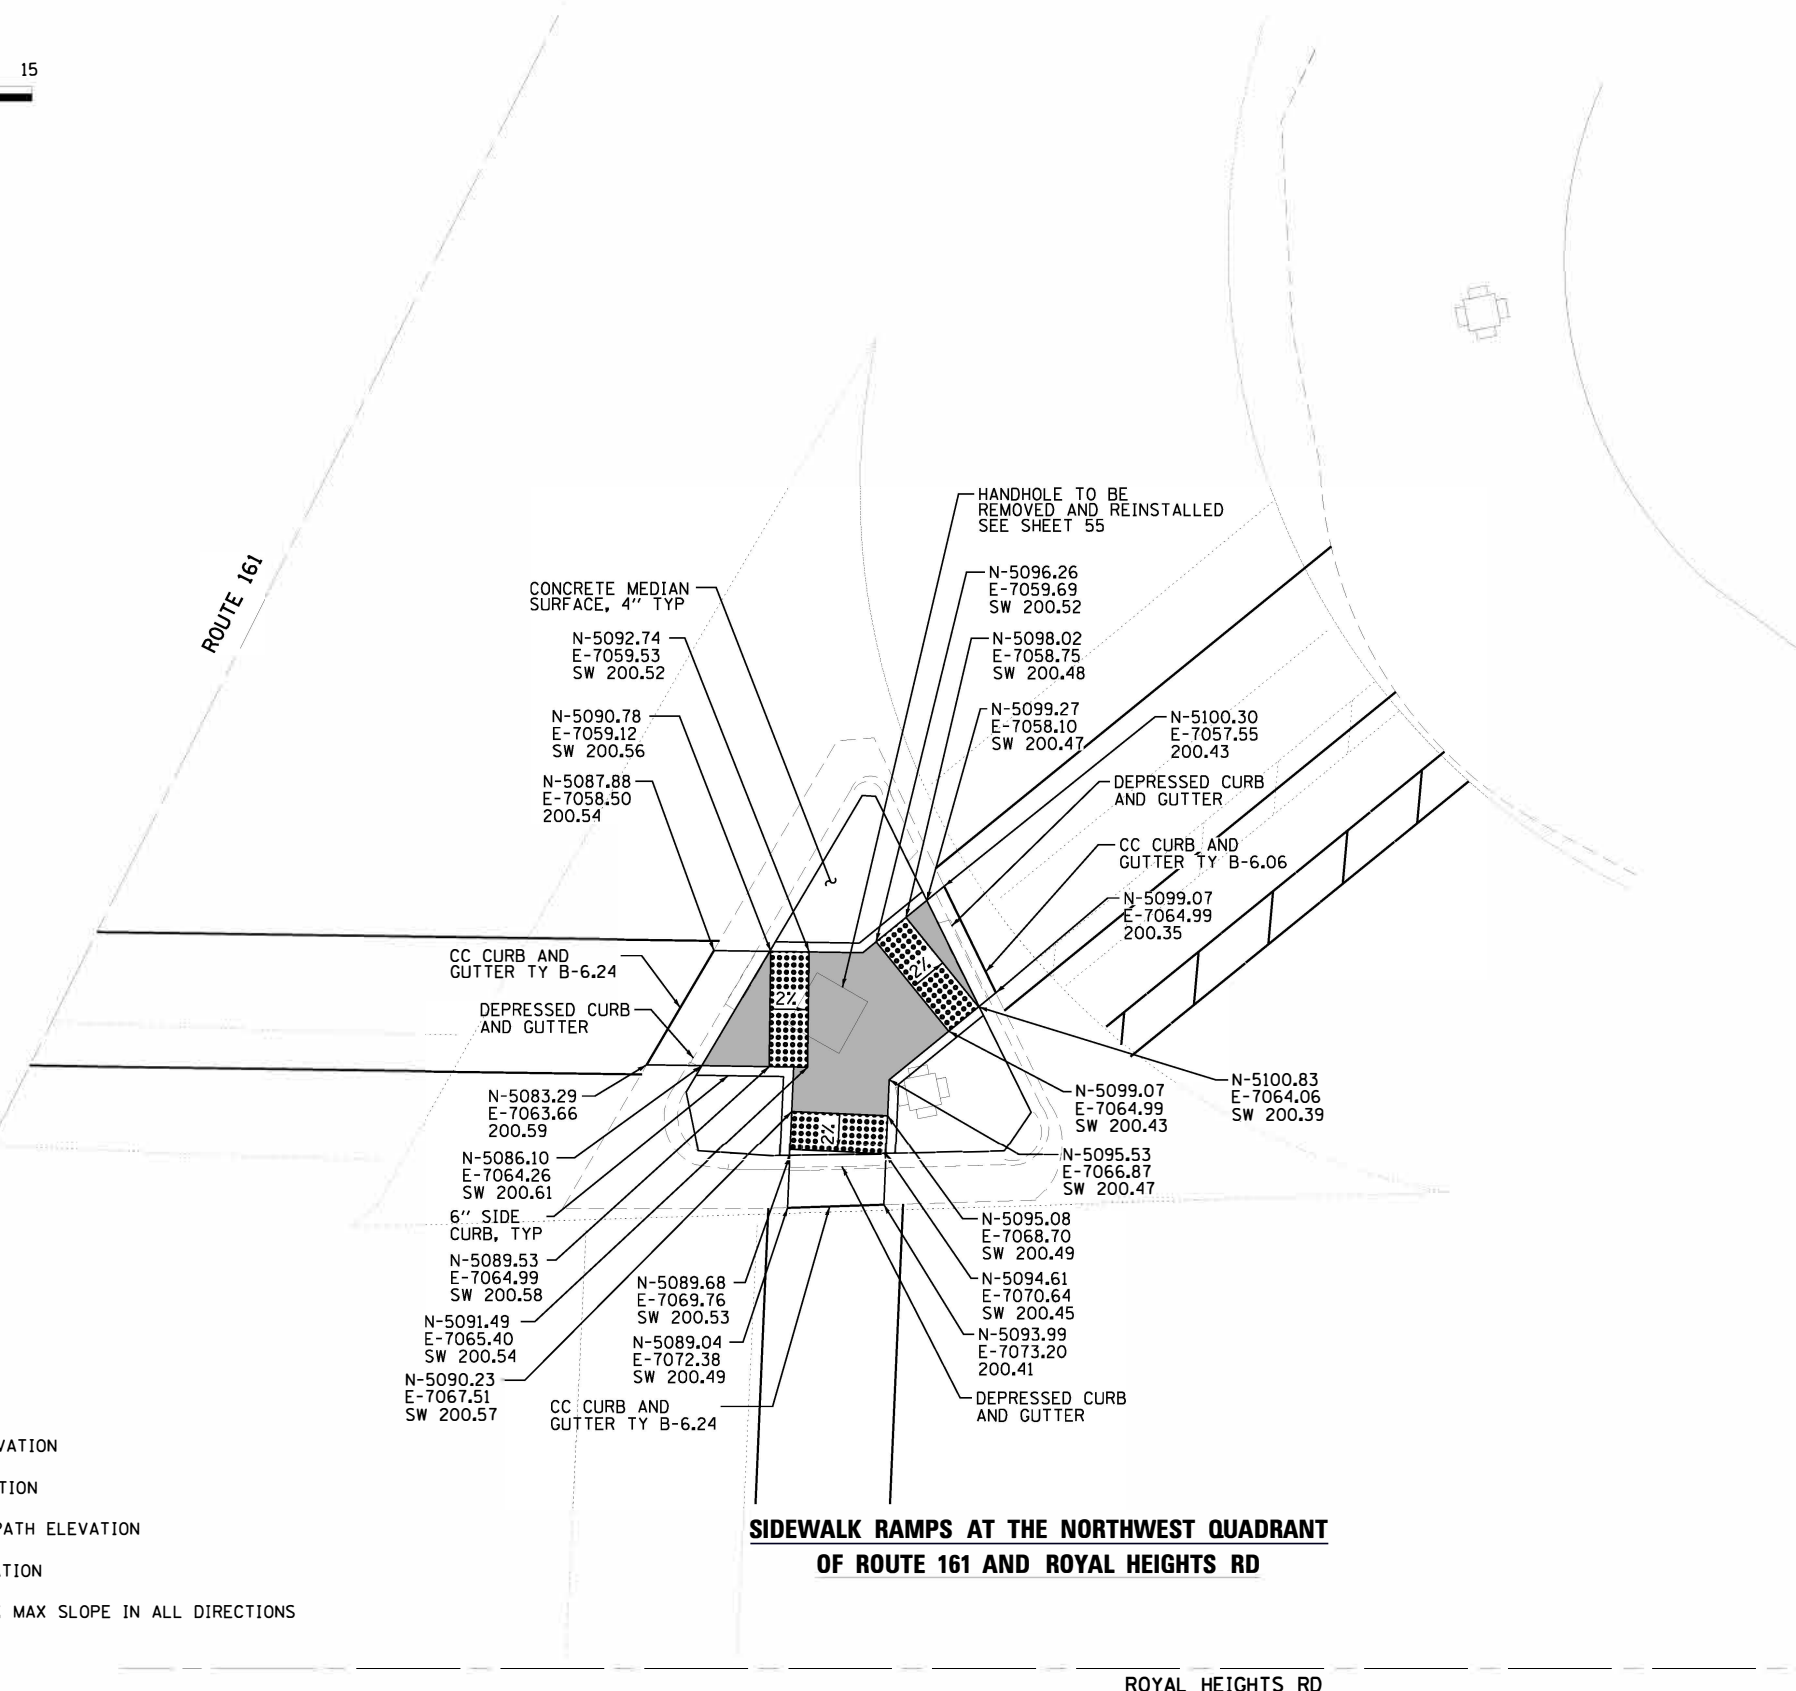 15
ROUTE 161
HANDHOLE TO BE
REMOVED AND REINSTALLED
SEE SHEET 55
N-5096.26
E-7059.69
SW 200.52
CONCRETE MEDIAN
SURFACE, 4" TYP
N-5092.74
E-7059.53
SW 200.52
N-5098.02
E-7058.75
SW 200.48
N-5090.78
E-7059.12
SW 200.56
N-5099.27
E-7058.10
SW 200.47
N-5100.30
E-7057.55
200.43
N-5087.88
E-7058.50
200.54
DEPRESSED CURB
AND GUTTER
CC CURB AND
GUTTER TY B-6.06
N-5099.07
E-7064.99
200.35
CC CURB AND
GUTTER TY B-6.24
DEPRESSED CURB
AND GUTTER
2%
2%
2%
N-5083.29
E-7063.66
200.59
N-5099.07
E-7064.99
SW 200.43
N-5100.83
E-7064.06
SW 200.39
N-5086.10
E-7064.26
SW 200.61
N-5095.53
E-7066.87
SW 200.47
6" SIDE
CURB, TYP
N-5095.08
E-7068.70
SW 200.49
N-5089.53
E-7064.99
SW 200.58
N-5089.68
E-7069.76
SW 200.53
N-5094.61
E-7070.64
SW 200.45
N-5091.49
E-7065.40
SW 200.54
N-5089.04
E-7072.38
SW 200.49
N-5093.99
E-7073.20
200.41
N-5090.23
E-7067.51
SW 200.57
CC CURB AND
GUTTER TY B-6.24
DEPRESSED CURB
AND GUTTER
VATION
TION
PATH ELEVATION
TION
MAX SLOPE IN ALL DIRECTIONS
SIDEWALK RAMPS AT THE NORTHWEST QUADRANT
OF ROUTE 161 AND ROYAL HEIGHTS RD
ROYAL HEIGHTS RD